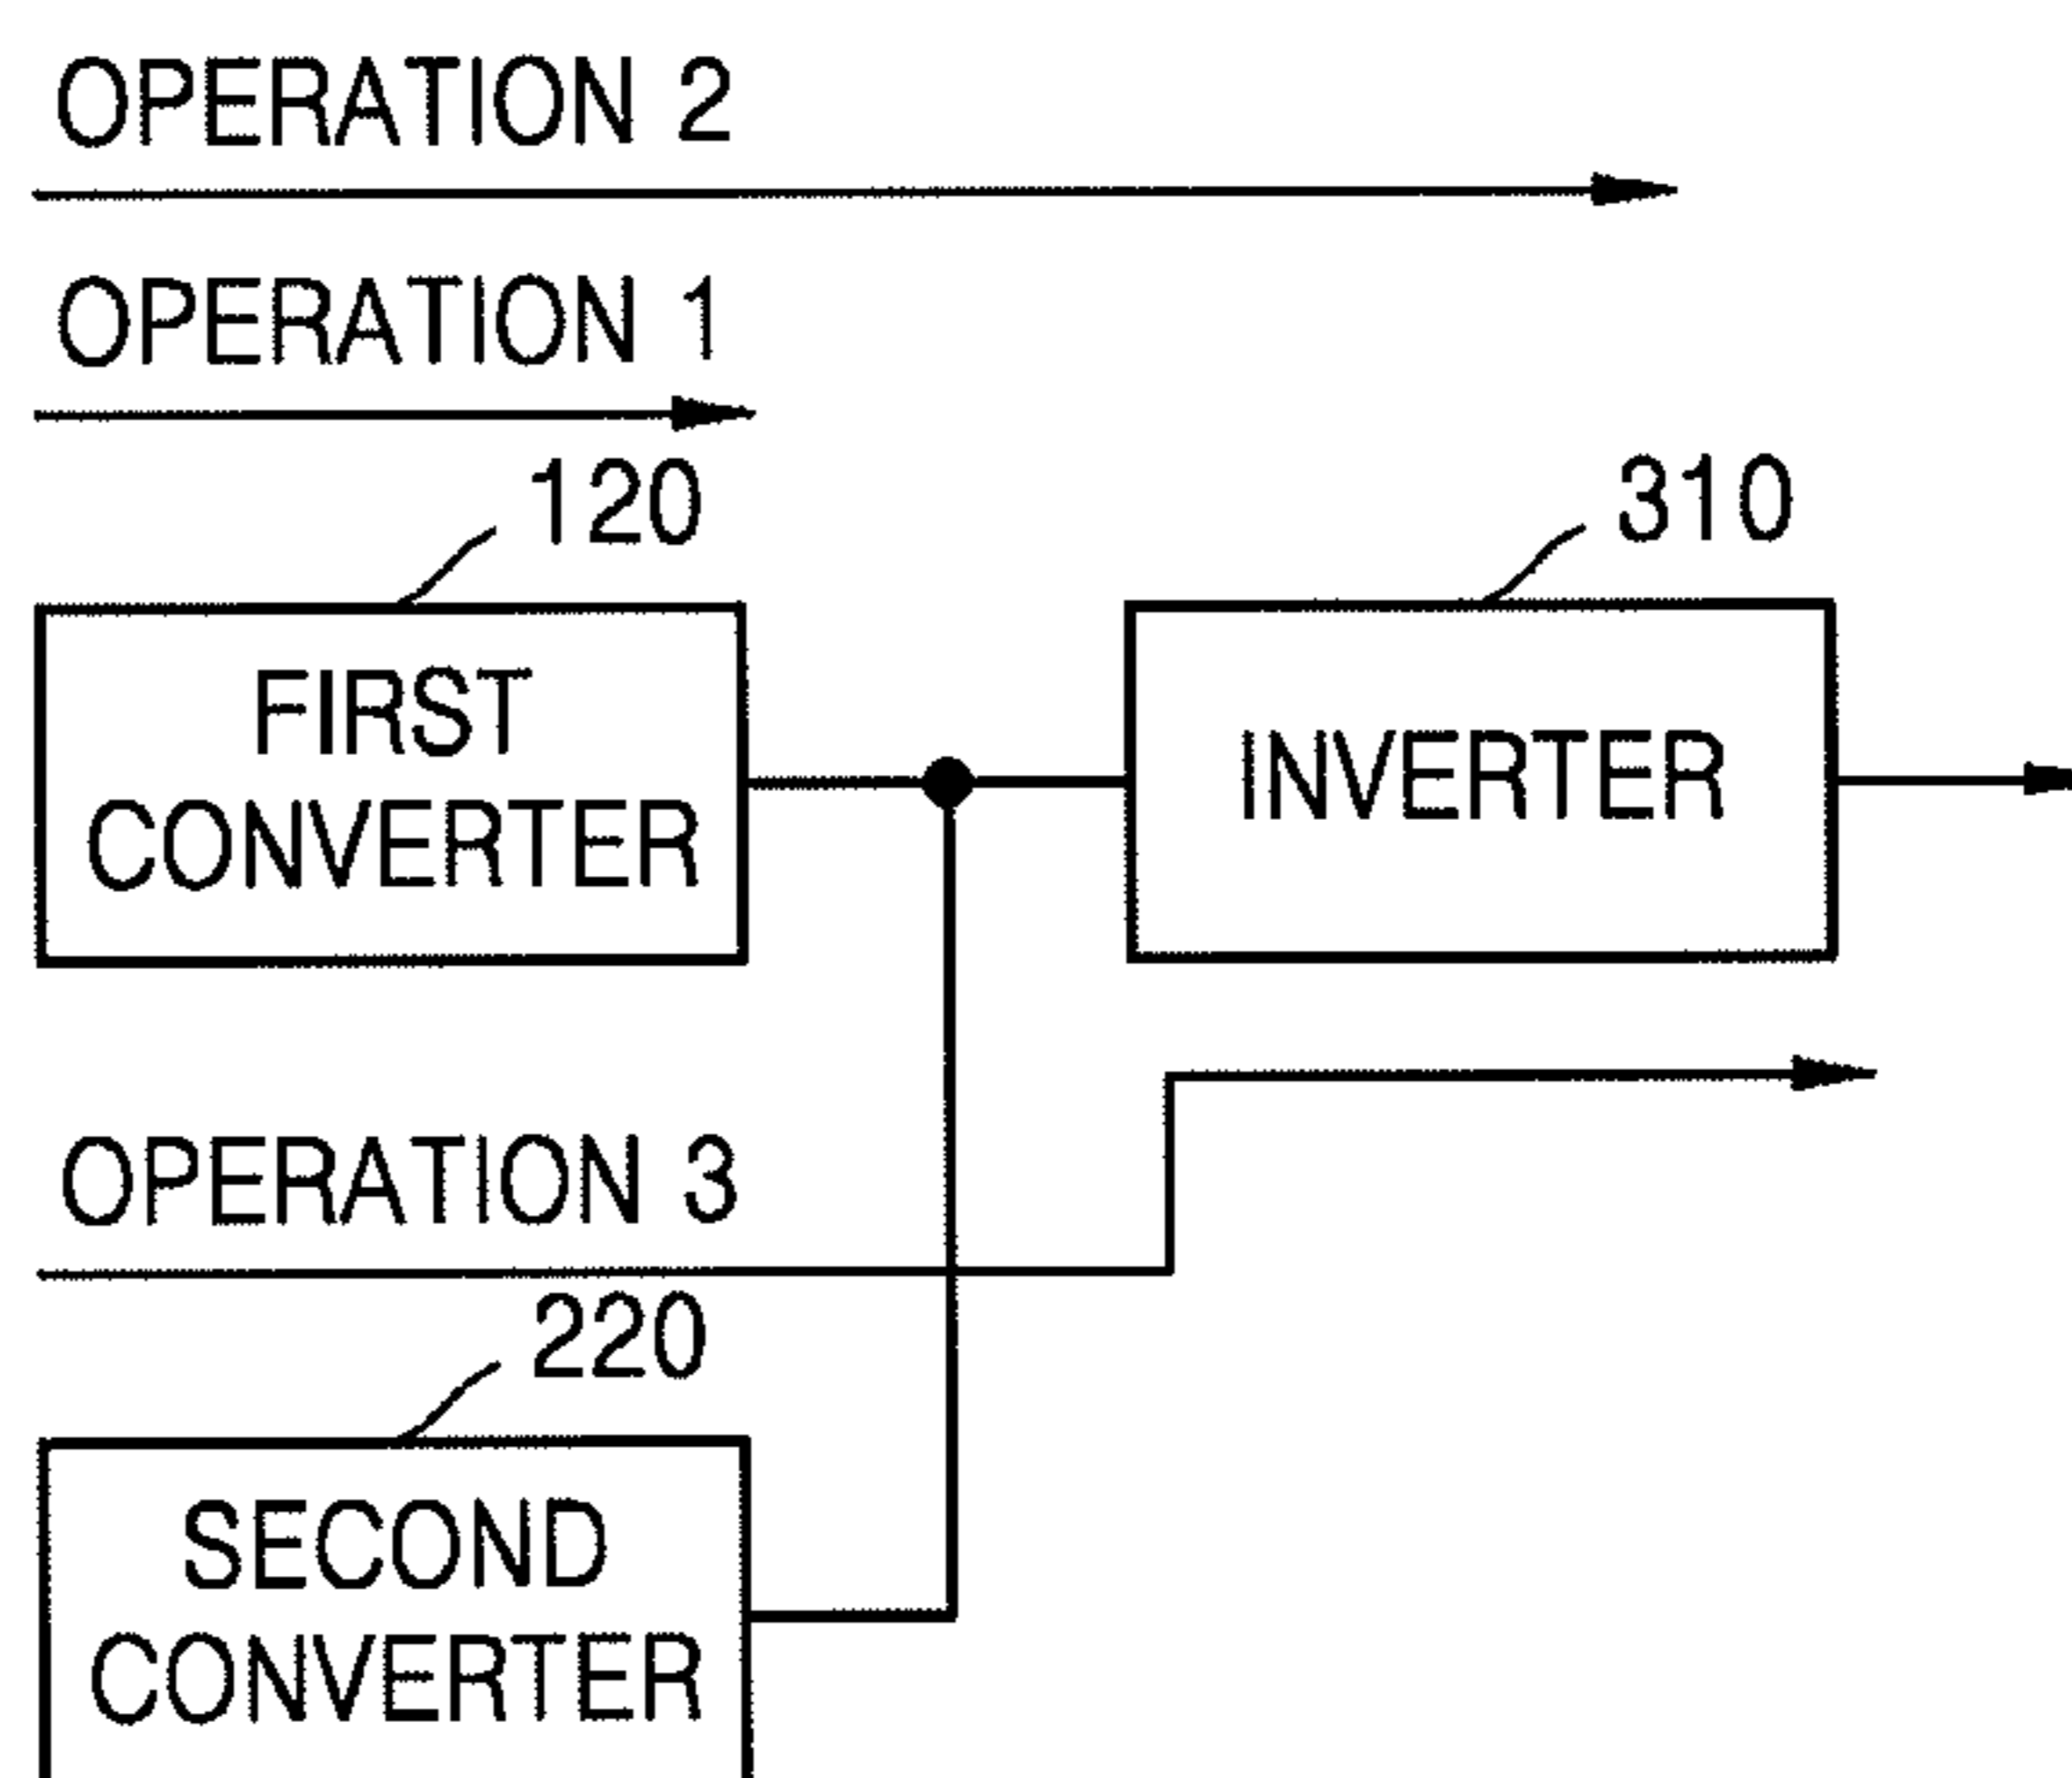 OPERATION 2
OPERATION 1
120
310
FIRST
CONVERTER
INVERTER
OPERATION 3
220
SECOND
CONVERTER